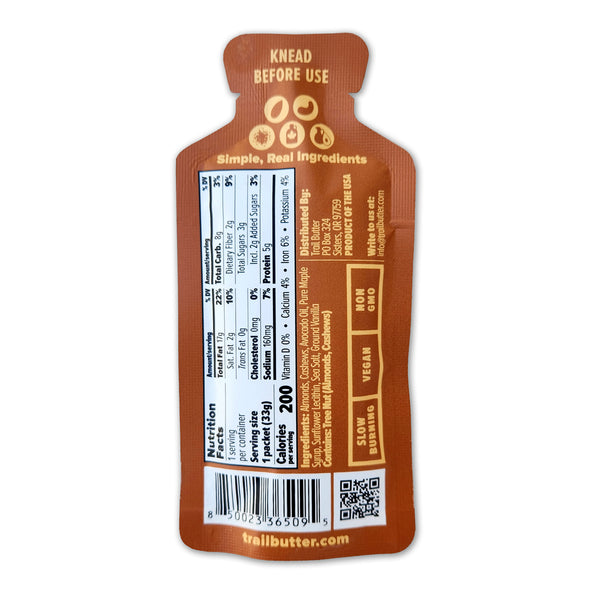 KNEAD
BEFORE USE
Simple, Real Ingredients
Nutrition
Facts
1 serving
per container
Serving size
1 packet (33g)
Calories 200
per serving
Amount/serving % DV
Total Fat 17g 22%
Sat. Fat 2g 10%
Trans Fat 0g
Cholesterol 0mg 0%
Sodium 160mg 7%
Amount/serving % DV
Total Carb. 8g 3%
Dietary Fiber 2g 9%
Total Sugars 3g
Incl. 2g Added Sugars 3%
Protein 5g
Vitamin D 0% • Calcium 4% • Iron 6% • Potassium 4%
Ingredients: Almonds, Cashews, Avocado Oil, Pure Maple
Syrup, Sunflower Lecithin, Sea Salt, Ground Vanilla
Contains: Tree Nut (Almonds, Cashews)
Distributed By:
Trail Butter
PO Box 324
Sisters, OR 97759
PRODUCT OF THE USA
Write to us at:
info@trailbutter.com
SLOW
BURNING
VEGAN
NON
GMO
8 50023 36509 5
trailbutter.com